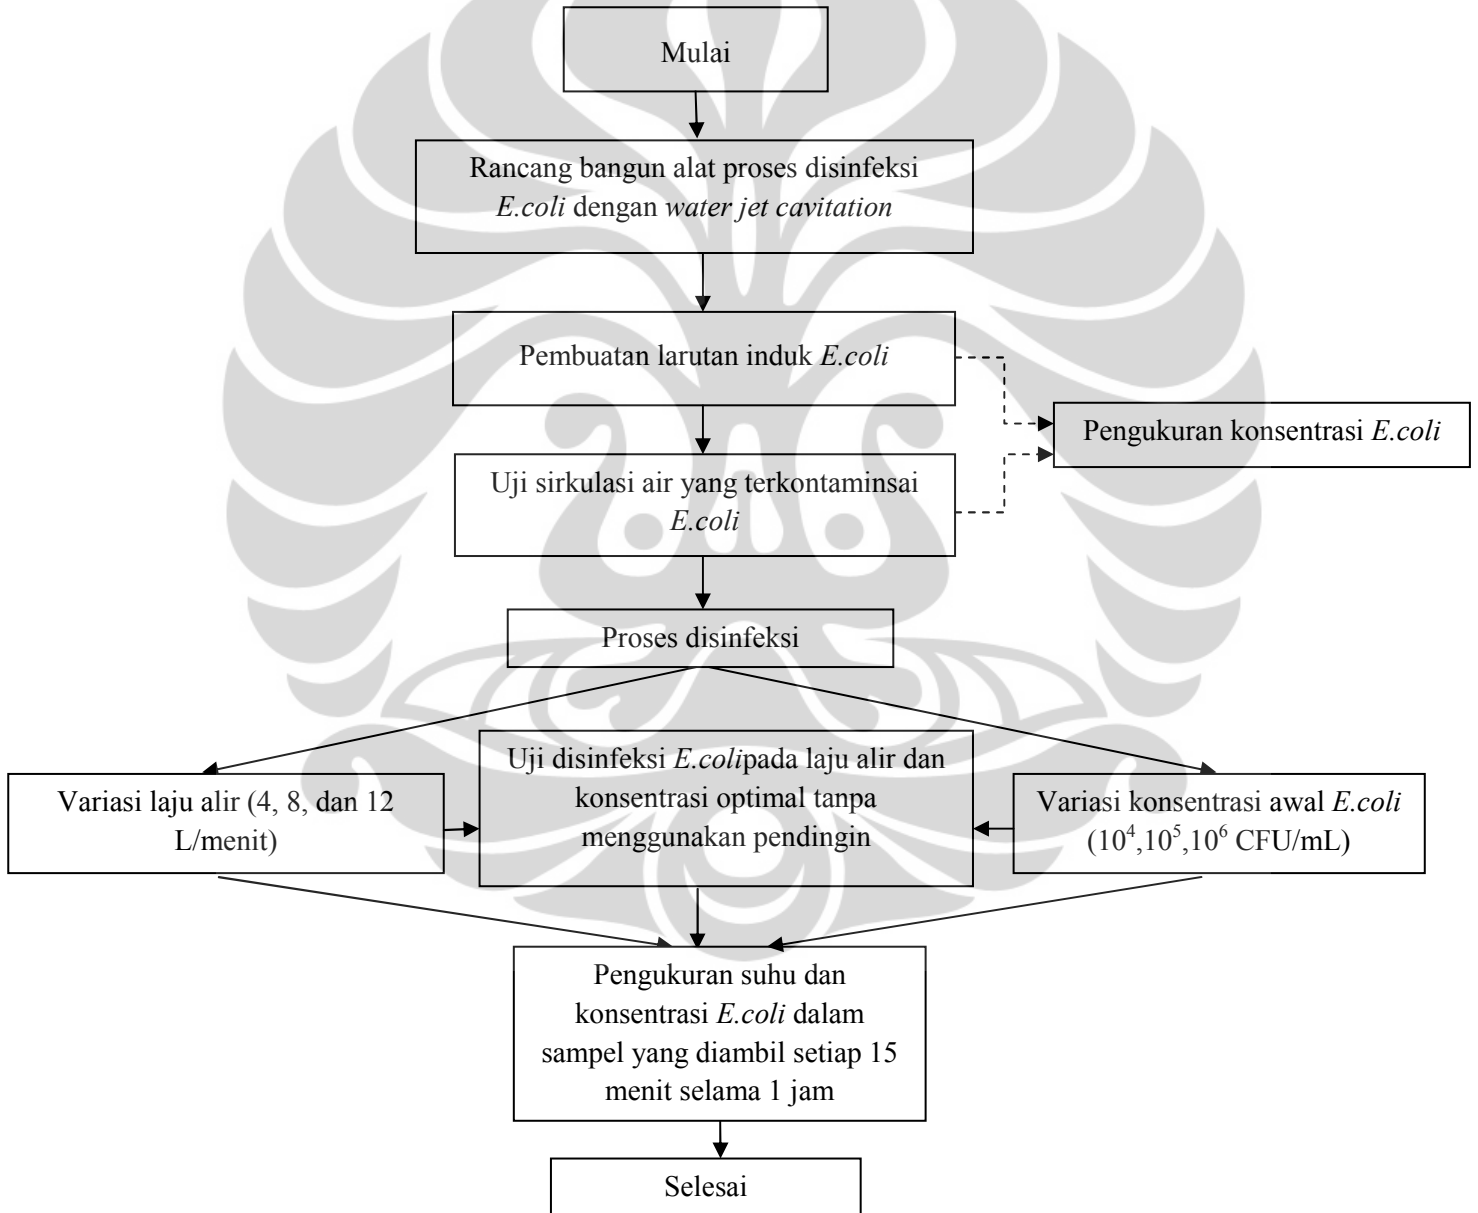 Mulai
Rancang bangun alat proses disinfeksi
E.coli dengan water jet cavitation
Pembuatan larutan induk E.coli
Pengukuran konsentrasi E.coli
Uji sirkulasi air yang terkontaminsai
E.coli
Proses disinfeksi
Variasi laju alir (4, 8, dan 12
L/menit)
Uji disinfeksi E.colipada laju alir dan
konsentrasi optimal tanpa
menggunakan pendingin
Variasi konsentrasi awal E.coli
(10⁴,10⁵,10⁶ CFU/mL)
Pengukuran suhu dan
konsentrasi E.coli dalam
sampel yang diambil setiap 15
menit selama 1 jam
Selesai